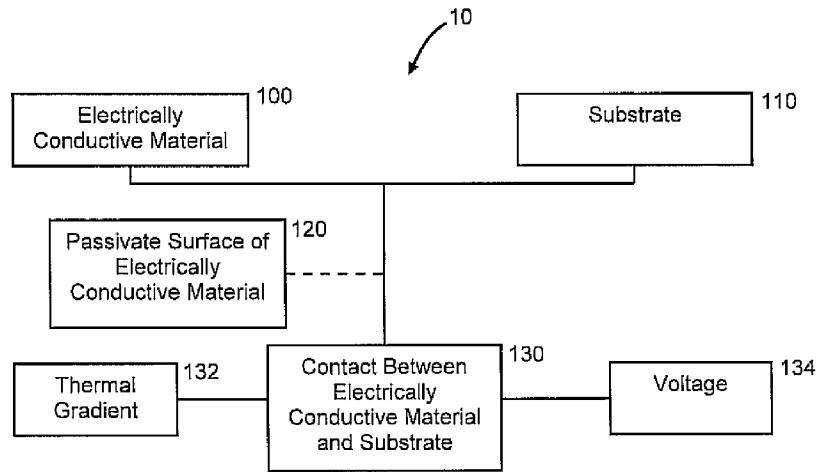 10
100
Electrically
Conductive Material
110
Substrate
120
Passivate Surface of
Electrically
Conductive Material
132
Thermal
Gradient
130
Contact Between
Electrically
Conductive Material
and Substrate
134
Voltage